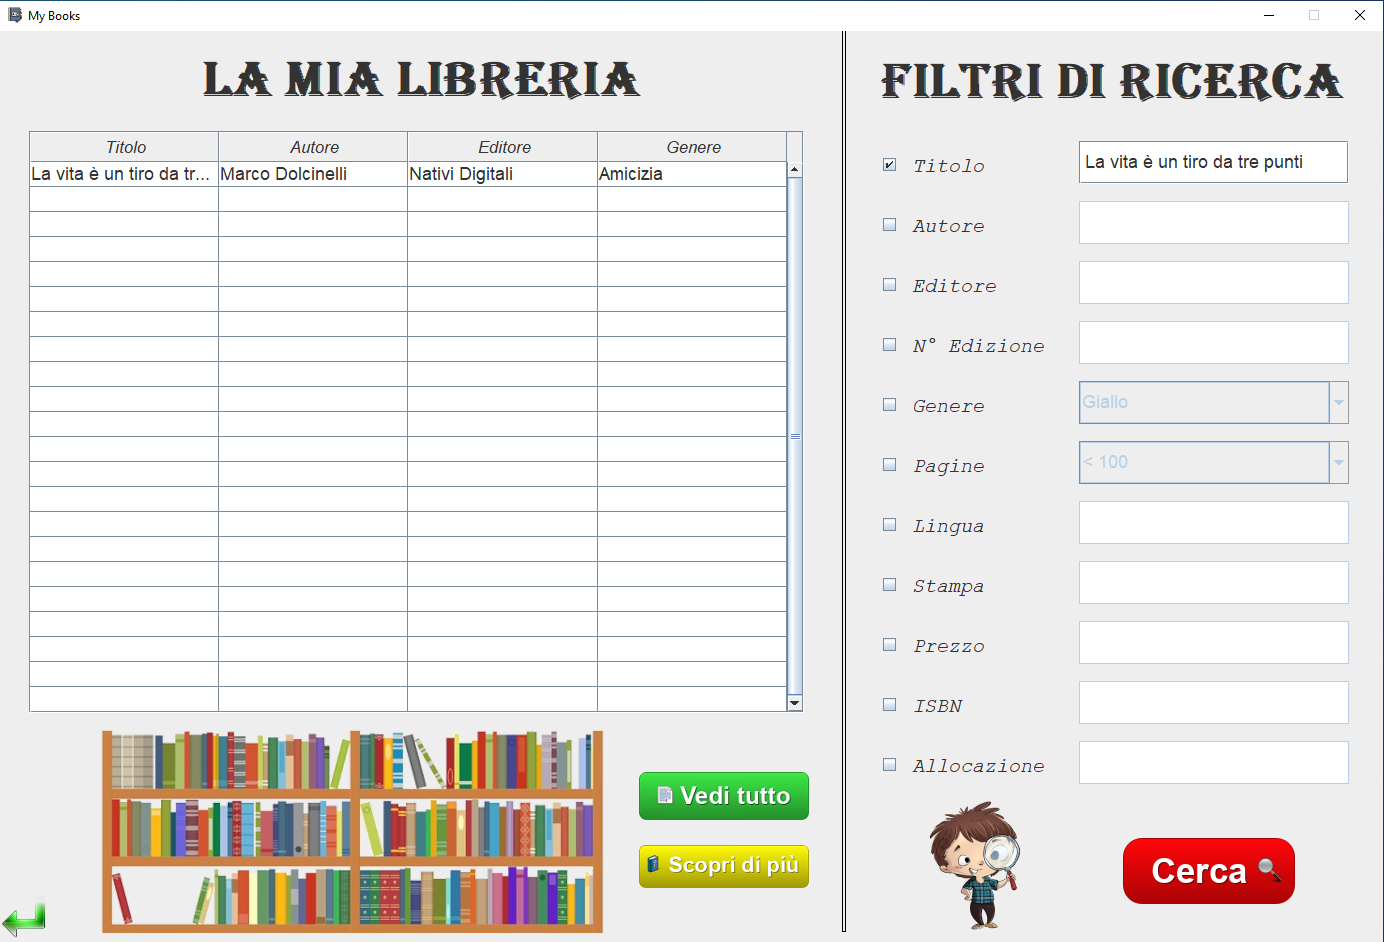 My Books
LA MIA LIBRERIA
Titolo Autore Editore Genere
La vita è un tiro da tr... Marco Dolcinelli Nativi Digitali Amicizia
Vedi tutto
Scopri di più
FILTRI DI RICERCA
Titolo La vita è un tiro da tre punti
Autore
Editore
N° Edizione
Genere Giallo
Pagine < 100
Lingua
Stampa
Prezzo
ISBN
Allocazione
Cerca